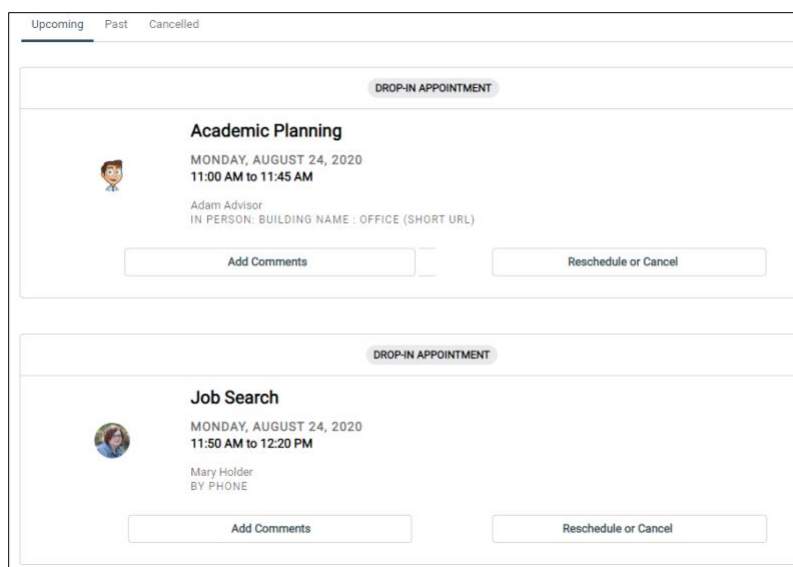 Upcoming Past Cancelled
DROP-IN APPOINTMENT
Academic Planning
MONDAY, AUGUST 24, 2020
11:00 AM to 11:45 AM
Adam Advisor
IN PERSON: BUILDING NAME : OFFICE (SHORT URL)
Add Comments Reschedule or Cancel
DROP-IN APPOINTMENT
Job Search
MONDAY, AUGUST 24, 2020
11:50 AM to 12:20 PM
Mary Holder
BY PHONE
Add Comments Reschedule or Cancel